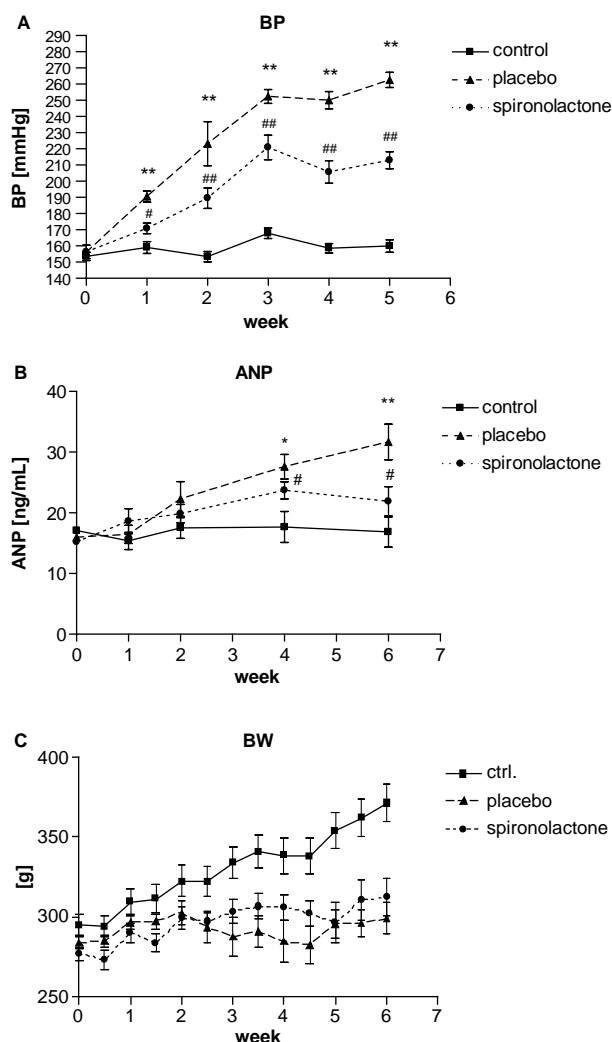 A
BP
control
placebo
spironolactone
BP [mmHg]
290
280
270
260
250
240
230
220
210
200
190
180
170
160
150
140
** ** ** ** **
# ## ## ## ##
0 1 2 3 4 5 6
week
B
ANP
control
placebo
spironolactone
ANP [ng/mL]
40
30
20
10
0
* **
# #
0 1 2 3 4 5 6 7
week
C
BW
ctrl.
placebo
spironolactone
[g]
400
350
300
250
0 1 2 3 4 5 6 7
week